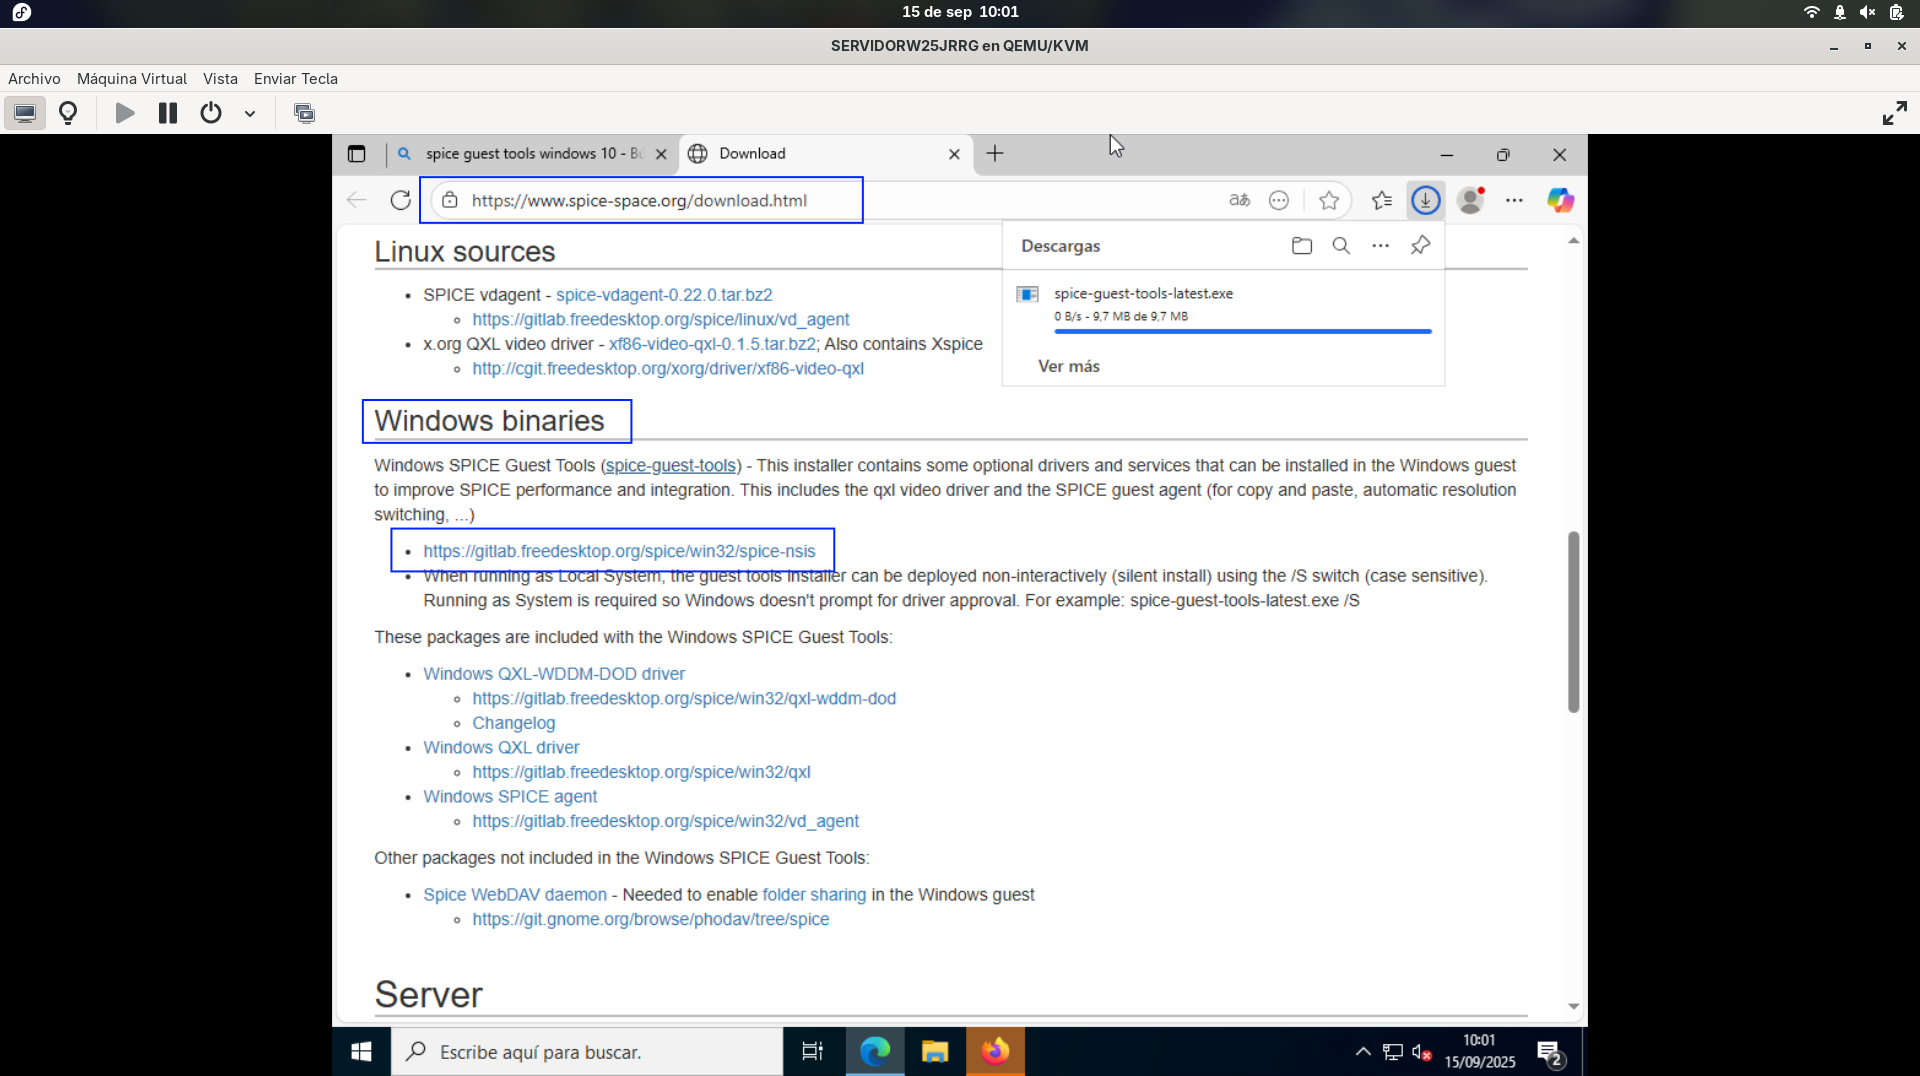 15 de sep 10:01
SERVIDORW25JRRG en QEMU/KVM
Archivo Máquina Virtual Vista Enviar Tecla
spice guest tools windows 10 - Bú
Download
https://www.spice-space.org/download.html
aあ
Descargas
spice-guest-tools-latest.exe
0 B/s - 9,7 MB de 9,7 MB
Ver más
Linux sources
SPICE vdagent - spice-vdagent-0.22.0.tar.bz2
https://gitlab.freedesktop.org/spice/linux/vd_agent
x.org QXL video driver - xf86-video-qxl-0.1.5.tar.bz2; Also contains Xspice
http://cgit.freedesktop.org/xorg/driver/xf86-video-qxl
Windows binaries
Windows SPICE Guest Tools (spice-guest-tools) - This installer contains some optional drivers and services that can be installed in the Windows guest
to improve SPICE performance and integration. This includes the qxl video driver and the SPICE guest agent (for copy and paste, automatic resolution
switching, ...)
https://gitlab.freedesktop.org/spice/win32/spice-nsis
When running as Local System, the guest tools installer can be deployed non-interactively (silent install) using the /S switch (case sensitive).
Running as System is required so Windows doesn't prompt for driver approval. For example: spice-guest-tools-latest.exe /S
These packages are included with the Windows SPICE Guest Tools:
Windows QXL-WDDM-DOD driver
https://gitlab.freedesktop.org/spice/win32/qxl-wddm-dod
Changelog
Windows QXL driver
https://gitlab.freedesktop.org/spice/win32/qxl
Windows SPICE agent
https://gitlab.freedesktop.org/spice/win32/vd_agent
Other packages not included in the Windows SPICE Guest Tools:
Spice WebDAV daemon - Needed to enable folder sharing in the Windows guest
https://git.gnome.org/browse/phodav/tree/spice
Server
Escribe aquí para buscar.
10:01
15/09/2025
2